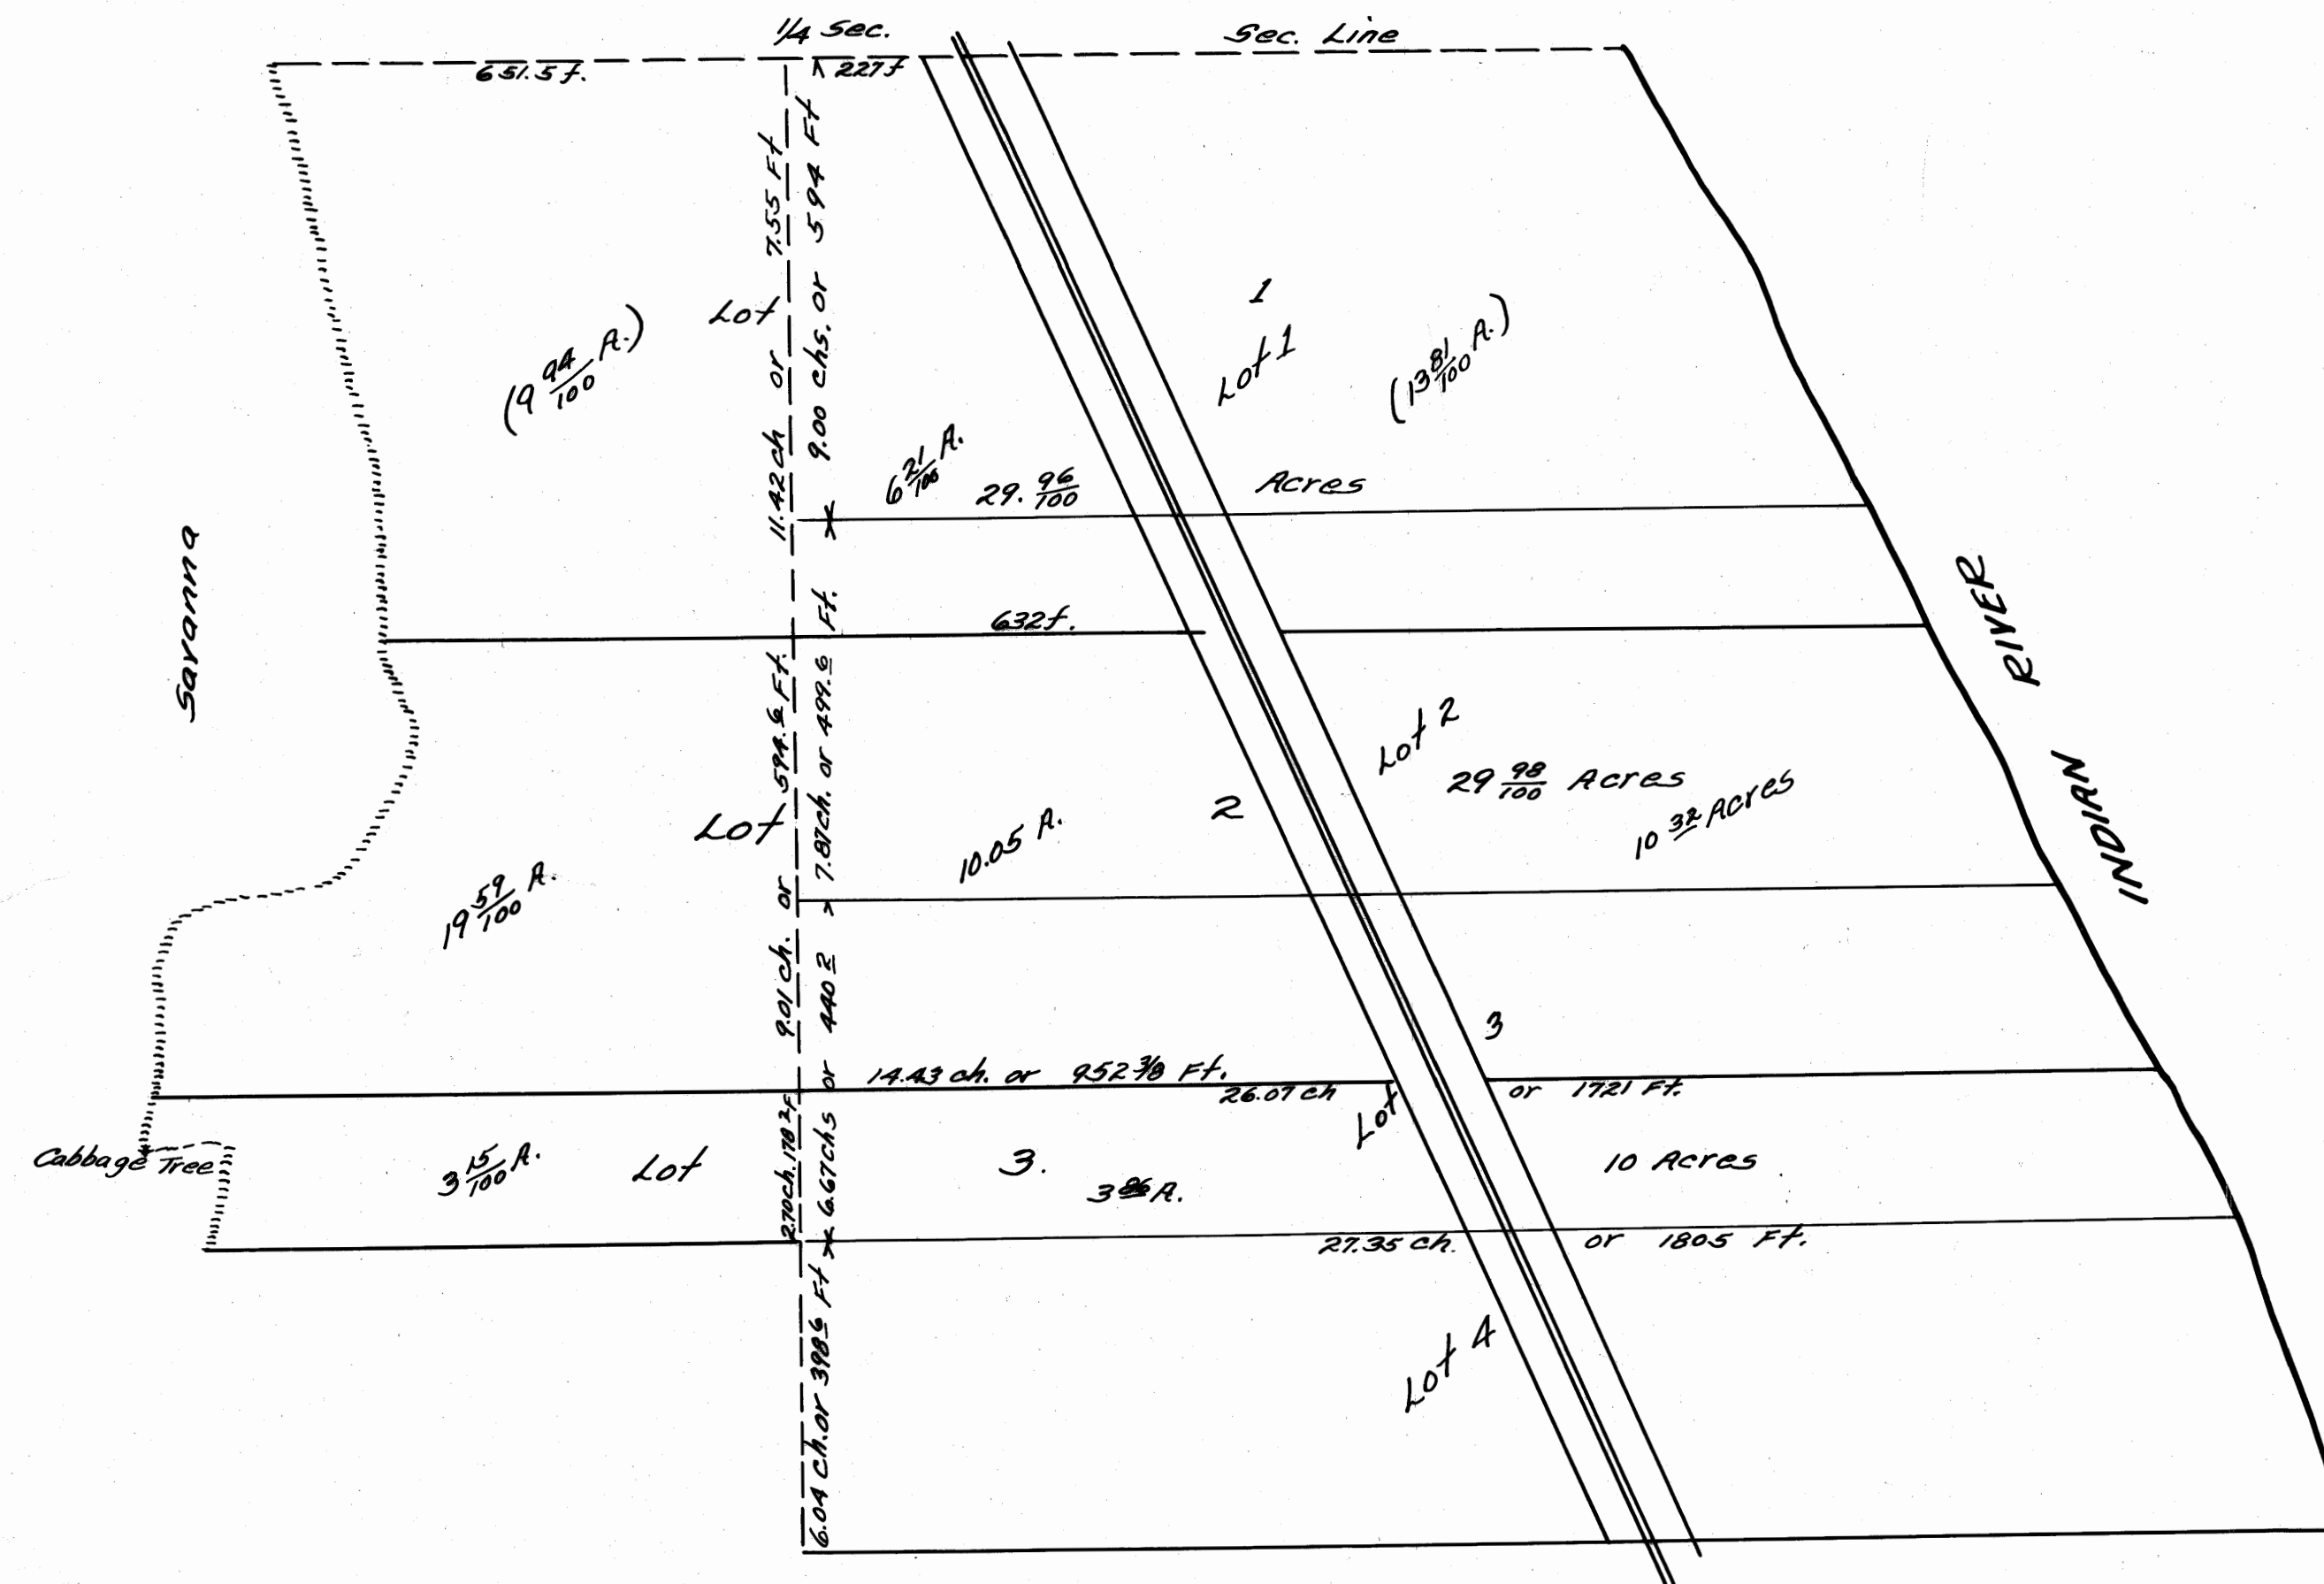 1/4 Sec.
Sec. Line
651.5 f.
227 f
7.55 Ft
11.42 ch or
9.00 chs. or 594 Ft
Lot
1
Lot 1
(9 94/100 A.)
(13 81/100 A.)
6 21/100 A.
29. 96/100
Acres
Savanna
RIVER
INDIAN
632 f.
9.01 ch. or 594.6 Ft.
7.87 ch. or 499.6 Ft.
Lot
2
Lot 2
29 98/100 Acres
10 32 Acres
10.05 A.
19 59/100 A.
6.67 chs or 440 2
3
14.43 ch. or 952 3/8 Ft.
26.07 ch
or 1721 Ft.
Lot
Cabbage Tree
2.70 ch. 178 2 F
3 15/100 A.
Lot
3.
3 86 A.
10 Acres
27.35 ch.
or 1805 Ft.
6.04 ch. or 398 6 Ft
Lot 4